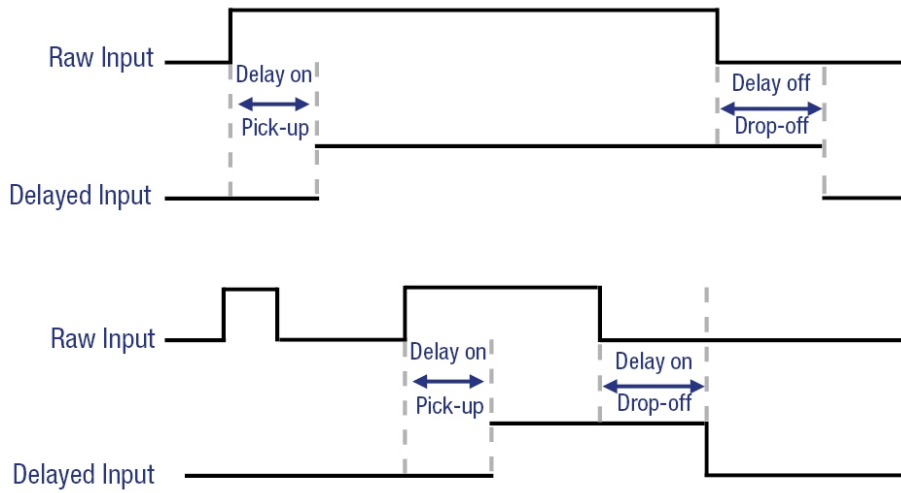 Raw Input
Delay on
Pick-up
Delay off
Drop-off
Delayed Input
Raw Input
Delay on
Pick-up
Delay on
Drop-off
Delayed Input